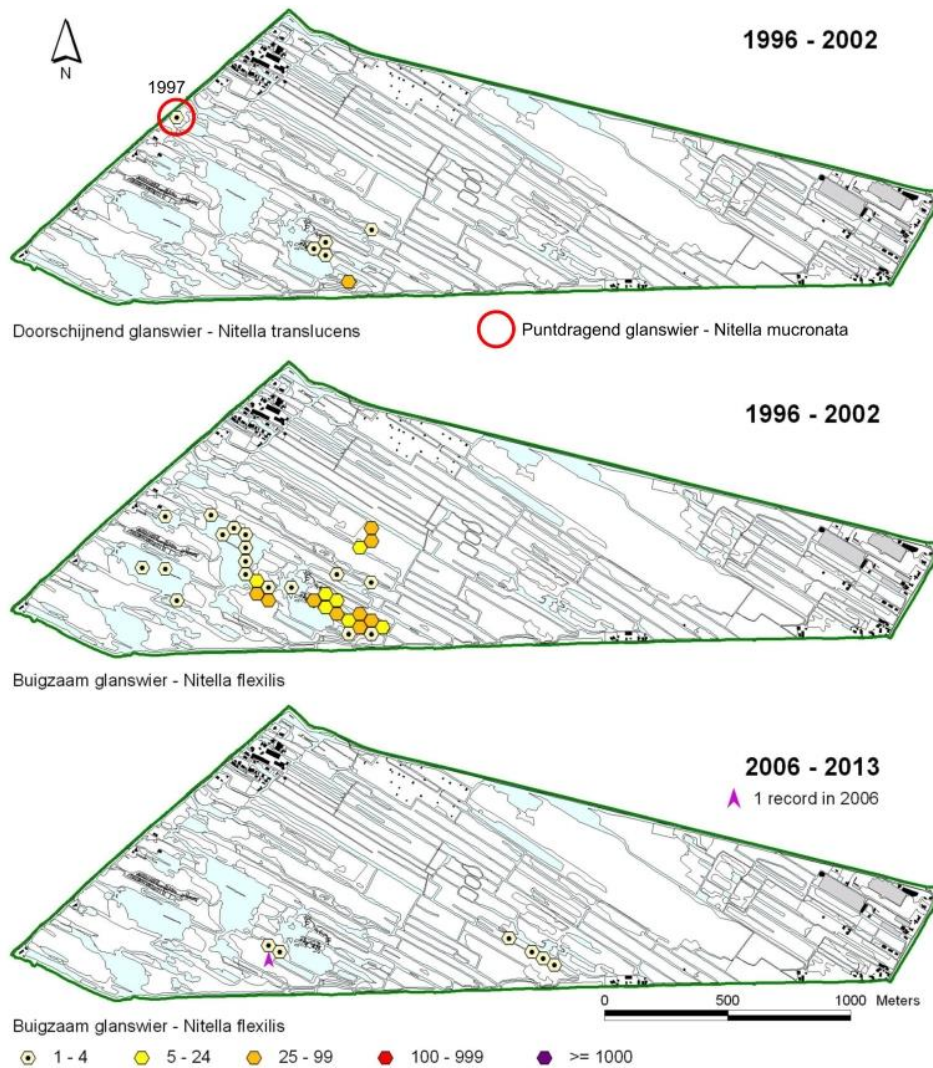 1996 - 2002
N
1997
Doorschijnend glanswier - Nitella translucens
Puntdragend glanswier - Nitella mucronata
1996 - 2002
Buigzaam glanswier - Nitella flexilis
2006 - 2013
1 record in 2006
0 500 1000 Meters
Buigzaam glanswier - Nitella flexilis
1 - 4 5 - 24 25 - 99 100 - 999 >= 1000